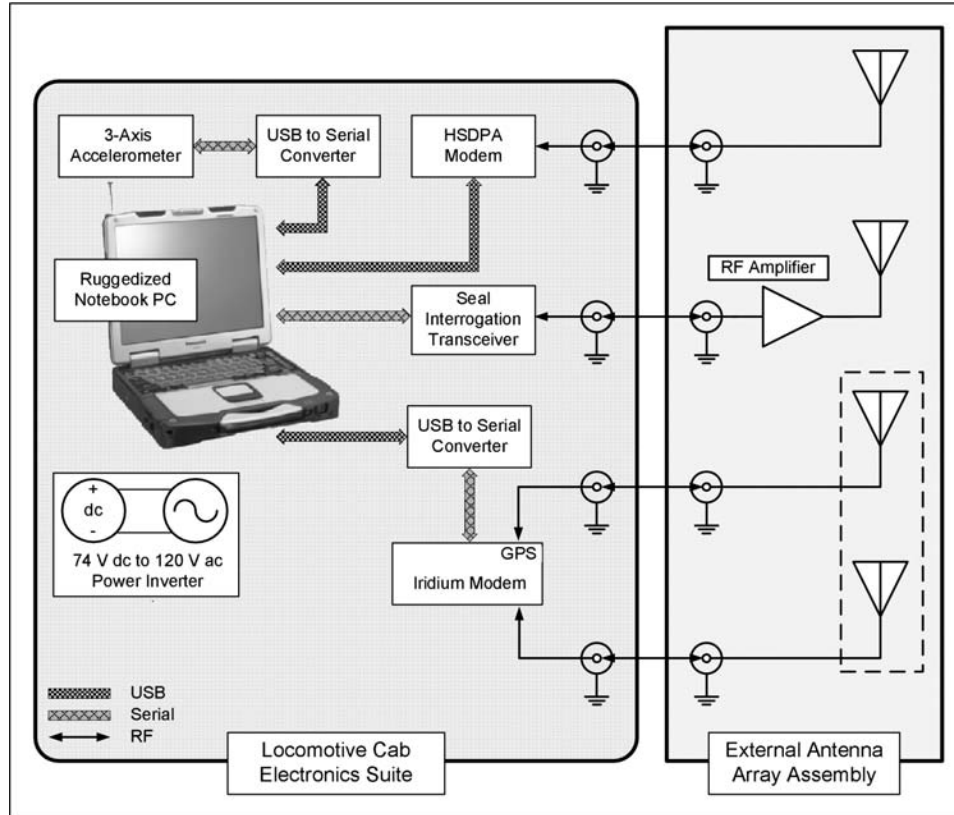 3-Axis
Accelerometer
USB to Serial
Converter
HSDPA
Modem
Ruggedized
Notebook PC
Seal
Interrogation
Transceiver
RF Amplifier
USB to Serial
Converter
+
dc
-
74 V dc to 120 V ac
Power Inverter
GPS
Iridium Modem
USB
Serial
RF
Locomotive Cab
Electronics Suite
External Antenna
Array Assembly